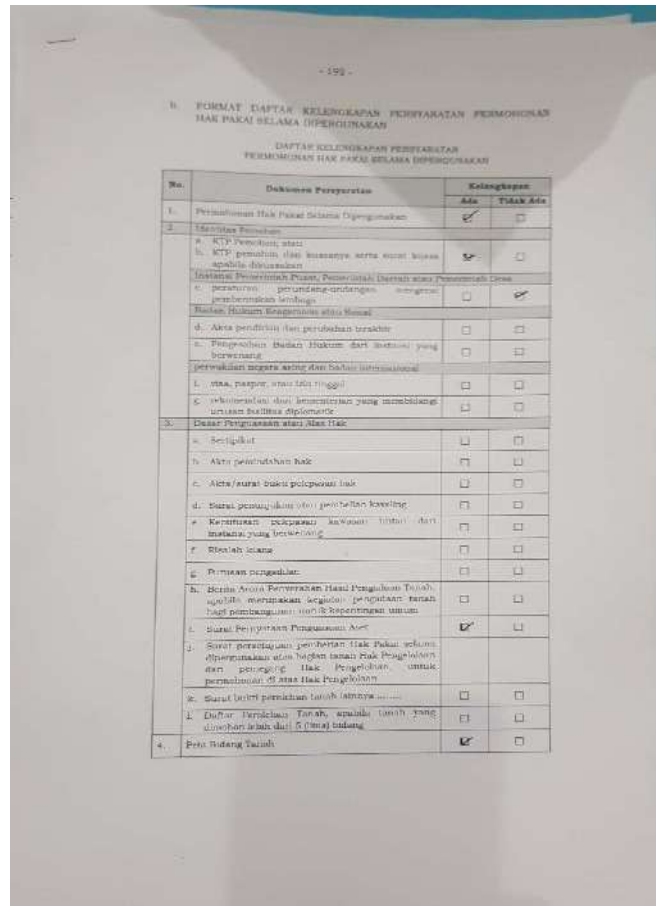 - 192 -
b. FORMAT DAFTAR KELENGKAPAN PERSYARATAN PERMOHONAN
HAK PAKAI SELAMA DIPERGUNAKAN
DAFTAR KELENGKAPAN PERSYARATAN
PERMOHONAN HAK PAKAI SELAMA DIPERGUNAKAN
No. Dokumen Persyaratan Kelengkapan
Ada Tidak Ada
1. Permohonan Hak Pakai Selama Dipergunakan
2. Identitas Pemohon
a. KTP Pemohon, atau
b. KTP pemohon dan kuasanya serta surat kuasa
apabila dikuasakan
Instansi Pemerintah Pusat, Pemerintah Daerah atau Pemerintah Desa
c. peraturan perundang-undangan mengenai
pembentukan lembaga
Badan Hukum Keagamaan atau Sosial
d. Akta pendirian dan perubahan terakhir
e. Pengesahan Badan Hukum dari instansi yang
berwenang
perwakilan negara asing dan badan internasional
f. visa, paspor, atau izin tinggal
g. rekomendasi dari kementerian yang membidangi
urusan fasilitas diplomatik
3. Dasar Penguasaan atau Alas Hak
a. Sertipikat
b. Akta pemindahan hak
c. Akta/surat bukti pelepasan hak
d. Surat penunjukan atau pembelian kaveling
e. Keputusan pelepasan kawasan hutan dari
instansi yang berwenang
f. Risalah lelang
g. Putusan pengadilan
h. Berita Acara Penyerahan Hasil Pengadaan Tanah,
apabila merupakan kegiatan pengadaan tanah
bagi pembangunan untuk kepentingan umum
i. Surat Pernyataan Penguasaan Aset
j. Surat persetujuan pemberian Hak Pakai selama
dipergunakan atas bagian tanah Hak Pengelolaan
dari pemegang Hak Pengelolaan, untuk
permohonan di atas Hak Pengelolaan
k. Surat bukti perolehan tanah lainnya ........
l. Daftar Perolehan Tanah, apabila tanah yang
dimohon lebih dari 5 (lima) bidang
4. Peta Bidang Tanah